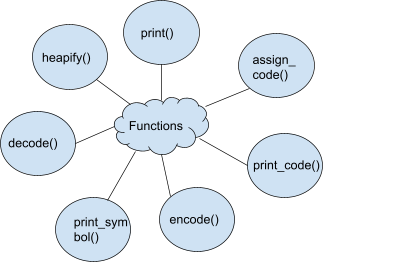 print()
heapify()
assign_
code()
Functions
decode()
print_code()
print_sym
bol()
encode()